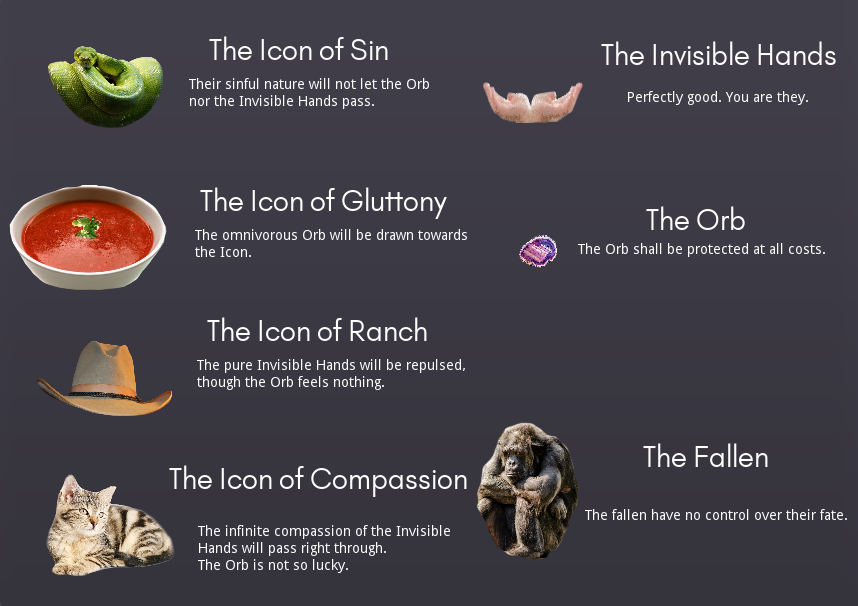 The Icon of Sin
Their sinful nature will not let the Orb
nor the Invisible Hands pass.
The Invisible Hands
Perfectly good. You are they.
The Icon of Gluttony
The omnivorous Orb will be drawn towards
the Icon.
The Orb
The Orb shall be protected at all costs.
The Icon of Ranch
The pure Invisible Hands will be repulsed,
though the Orb feels nothing.
The Icon of Compassion
The infinite compassion of the Invisible
Hands will pass right through.
The Orb is not so lucky.
The Fallen
The fallen have no control over their fate.